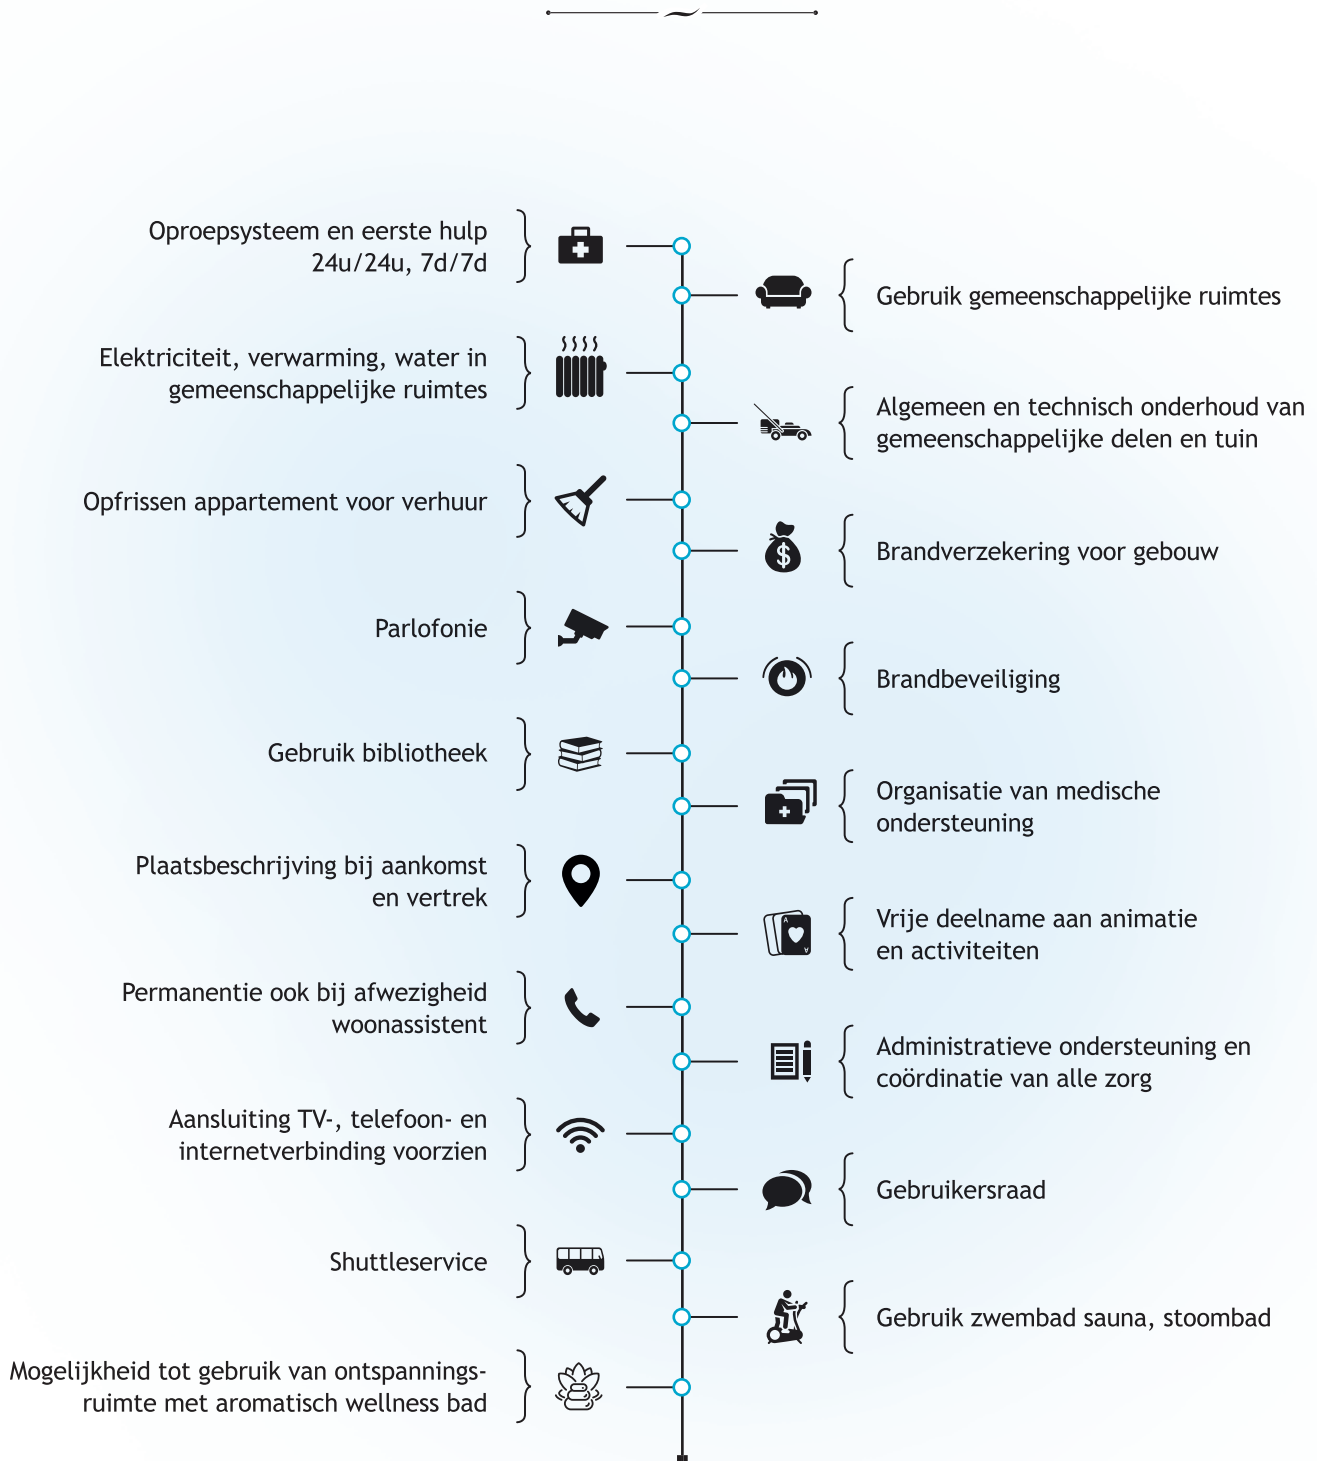 Oproepsysteem en eerste hulp
24u/24u, 7d/7d
Gebruik gemeenschappelijke ruimtes
Elektriciteit, verwarming, water in
gemeenschappelijke ruimtes
Algemeen en technisch onderhoud van
gemeenschappelijke delen en tuin
Opfrissen appartement voor verhuur
$
Brandverzekering voor gebouw
Parlofonie
Brandbeveiliging
Gebruik bibliotheek
Organisatie van medische
ondersteuning
Plaatsbeschrijving bij aankomst
en vertrek
A
A
Vrije deelname aan animatie
en activiteiten
Permanentie ook bij afwezigheid
woonassistent
Administratieve ondersteuning en
coördinatie van alle zorg
Aansluiting TV-, telefoon- en
internetverbinding voorzien
Gebruikersraad
Shuttleservice
Gebruik zwembad sauna, stoombad
Mogelijkheid tot gebruik van ontspannings-
ruimte met aromatisch wellness bad